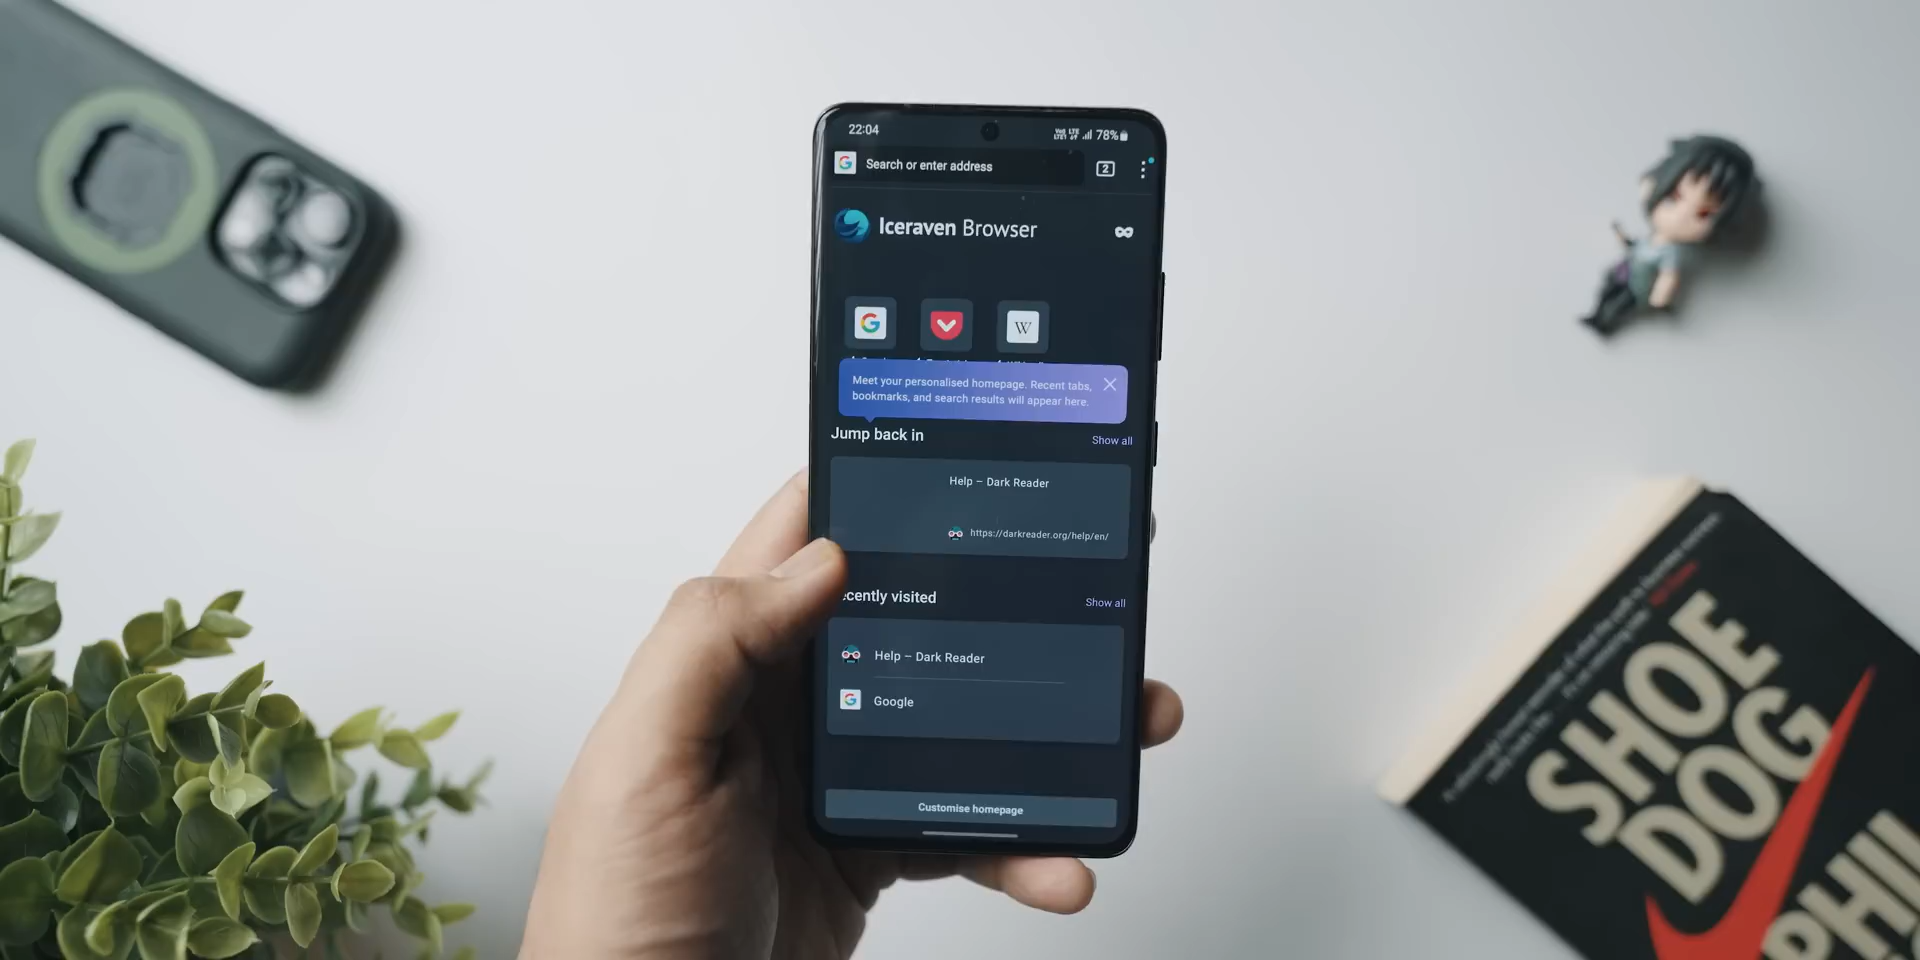 22:04
78%
Search or enter address
2
Iceraven Browser
W
Meet your personalised homepage. Recent tabs,
bookmarks, and search results will appear here.
Jump back in
Show all
Help – Dark Reader
https://darkreader.org/help/en/
ecently visited
Show all
Help – Dark Reader
Google
Customise homepage
SHOE
DOG
PHIL